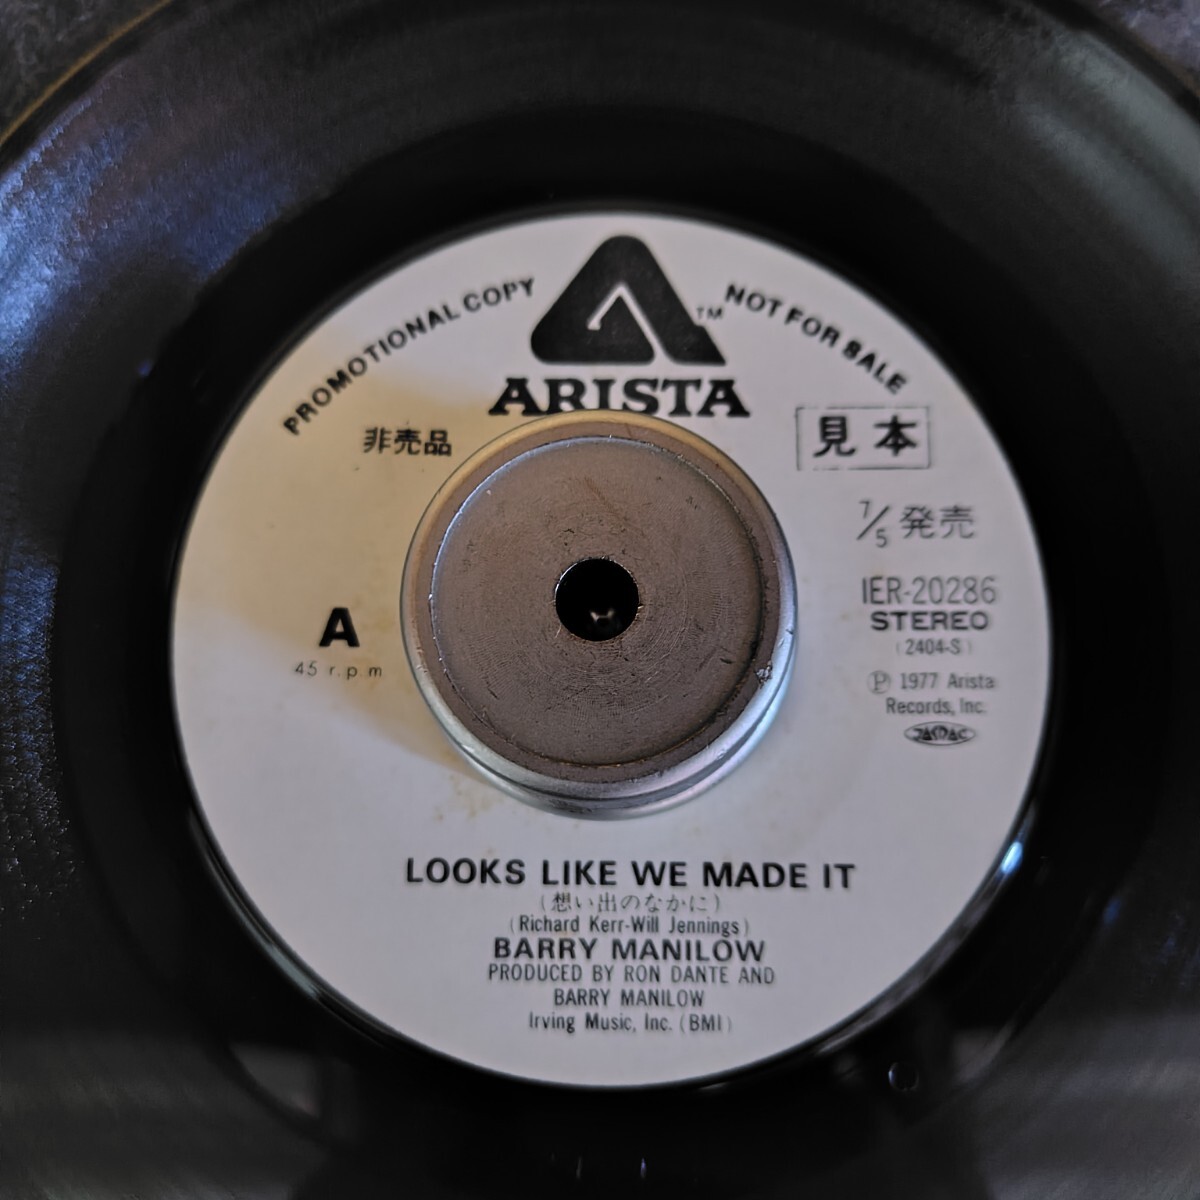 PROMOTIONAL COPY
NOT FOR SALE
TM
ARISTA
非売品
見本
7/5 発売
IER-20286
STEREO
(2404-S)
Ⓟ 1977 Arista
Records, Inc.
JASRAC
A
45 r.p.m
LOOKS LIKE WE MADE IT
(想い出のなかに)
(Richard Kerr-Will Jennings)
BARRY MANILOW
PRODUCED BY RON DANTE AND
BARRY MANILOW
Irving Music, Inc. (BMI)